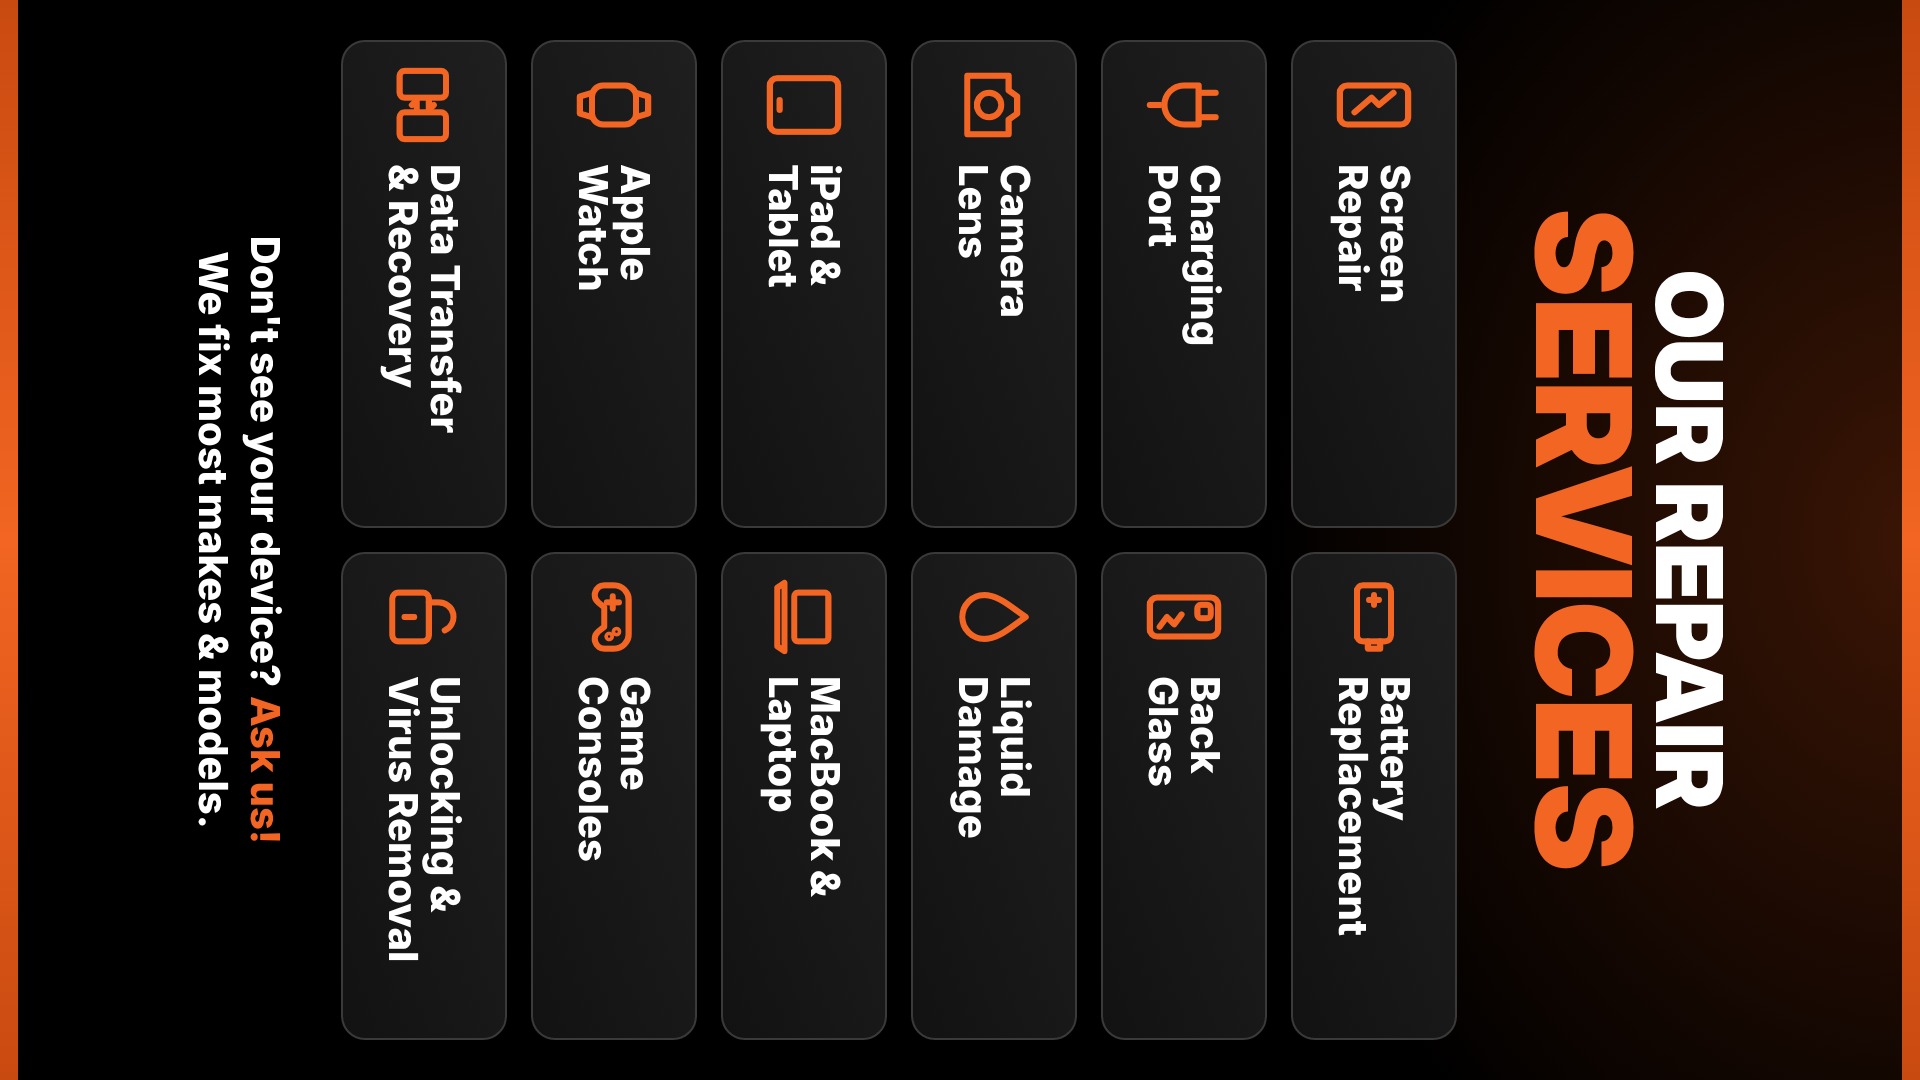 OUR REPAIR
SERVICES
Screen
Repair
Battery
Replacement
Charging
Port
Back
Glass
Camera
Lens
Liquid
Damage
iPad &
Tablet
MacBook &
Laptop
Apple
Watch
Game
Consoles
Data Transfer
& Recovery
Unlocking &
Virus Removal
Don't see your device? Ask us!
We fix most makes & models.